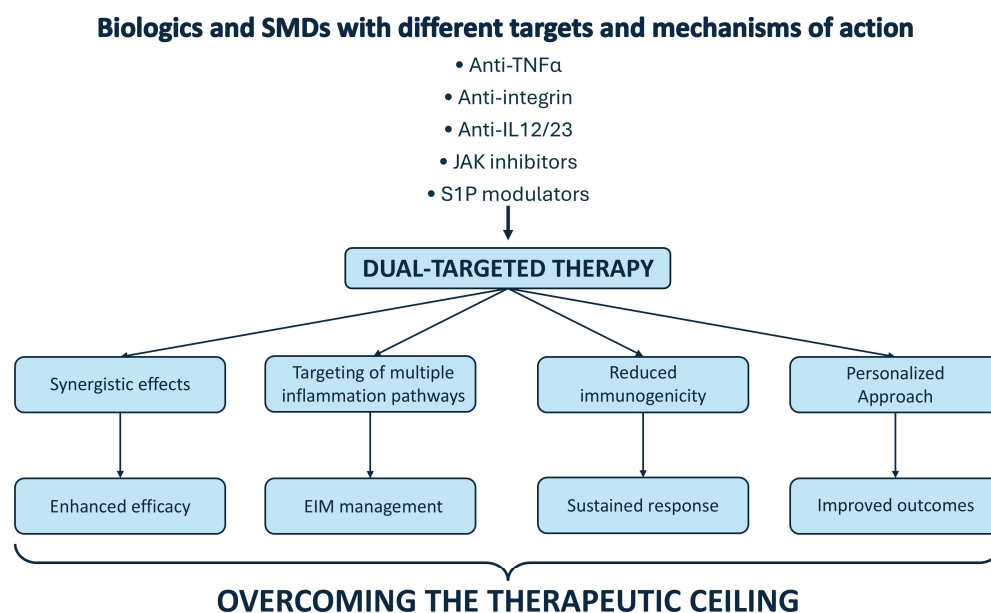 Biologics and SMDs with different targets and mechanisms of action
• Anti-TNFα
• Anti-integrin
• Anti-IL12/23
• JAK inhibitors
• S1P modulators
DUAL-TARGETED THERAPY
Synergistic effects
Targeting of multiple
inflammation pathways
Reduced
immunogenicity
Personalized
Approach
Enhanced efficacy
EIM management
Sustained response
Improved outcomes
OVERCOMING THE THERAPEUTIC CEILING